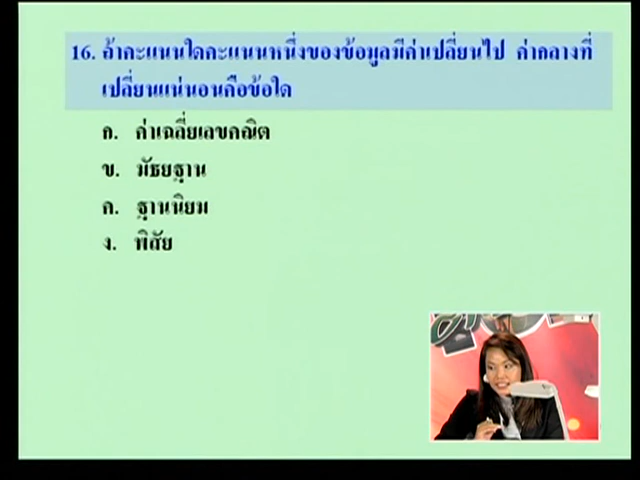 16. ถ้าคะแนนใดคะแนนหนึ่งของข้อมูลมีค่าเปลี่ยนไป ค่ากลางที่
เปลี่ยนแน่นอนคือข้อใด
ก. ค่าเฉลี่ยเลขคณิต
ข. มัธยฐาน
ค. ฐานนิยม
ง. พิสัย